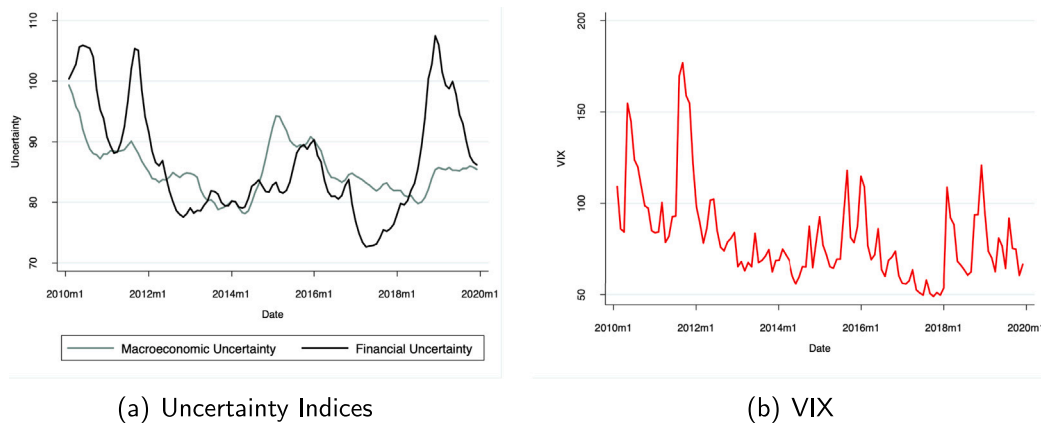 110
100
90
80
70
Uncertainty
2010m1 2012m1 2014m1 2016m1 2018m1 2020m1
Date
Macroeconomic Uncertainty Financial Uncertainty
(a) Uncertainty Indices
200
150
100
50
VIX
2010m1 2012m1 2014m1 2016m1 2018m1 2020m1
Date
(b) VIX